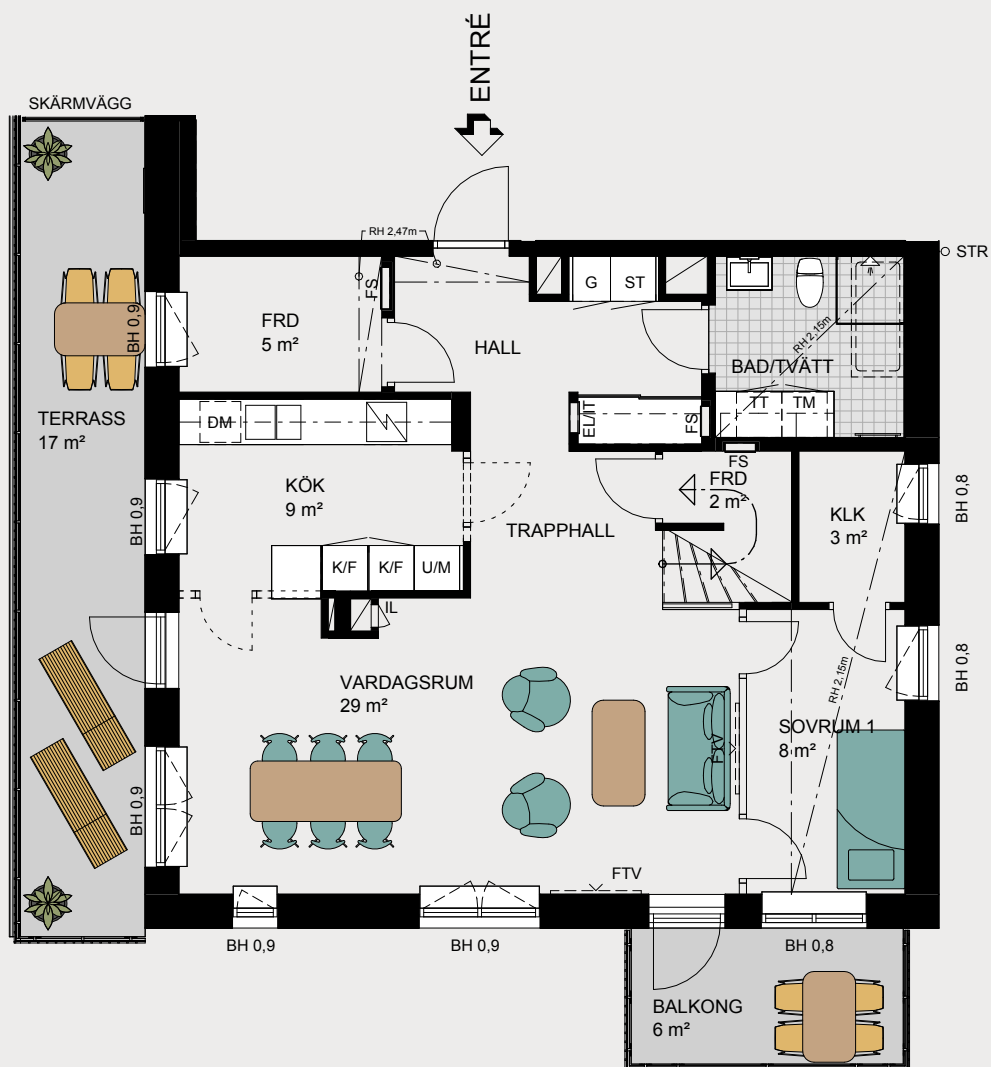 ENTRÉ
SKÄRMVÄGG
RH 2,47m
STR
FS
G
ST
FRD
5 m²
HALL
BH 0,9
RH 2,15m
BAD/TVÄTT
TT
TM
TERRASS
17 m²
DM
EL/IT
FS
FS
FRD
2 m²
KÖK
9 m²
BH 0,9
TRAPPHALL
KLK
3 m²
BH 0,8
K/F
K/F
U/M
IL
VARDAGSRUM
29 m²
RH 2,15m
BH 0,8
SOVRUM 1
8 m²
FTV
BH 0,9
FTV
BH 0,9
BH 0,9
BH 0,8
BALKONG
6 m²